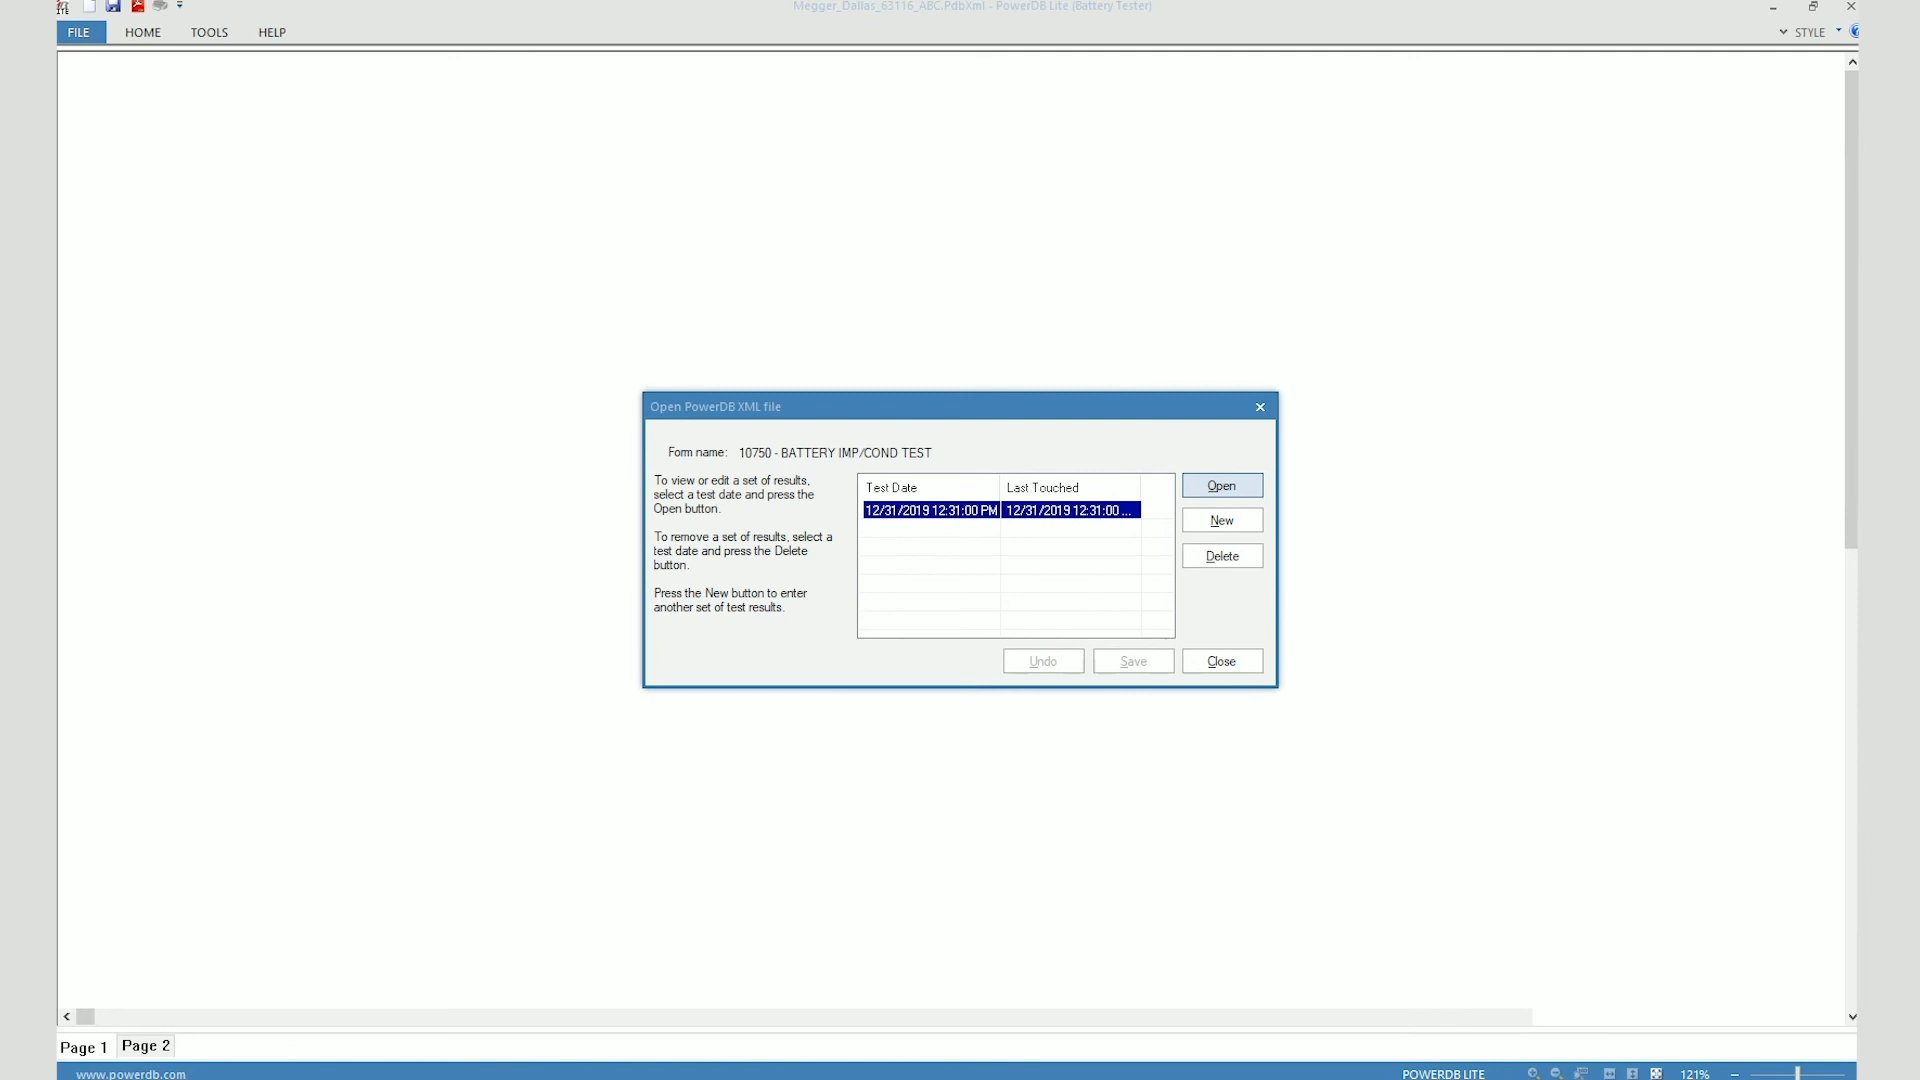 LITE
Megger_Dallas_63116_ABC.PdbXml - PowerDB Lite (Battery Tester)
FILE HOME TOOLS HELP STYLE
Open PowerDB XML file
Form name: 10750 - BATTERY IMP/COND TEST
To view or edit a set of results,
select a test date and press the
Open button.
To remove a set of results, select a
test date and press the Delete
button.
Press the New button to enter
another set of test results.
Test Date Last Touched
12/31/2019 12:31:00 PM 12/31/2019 12:31:00 ...
Open
New
Delete
Undo Save Close
Page 1 Page 2
www.powerdb.com POWERDB LITE 121%